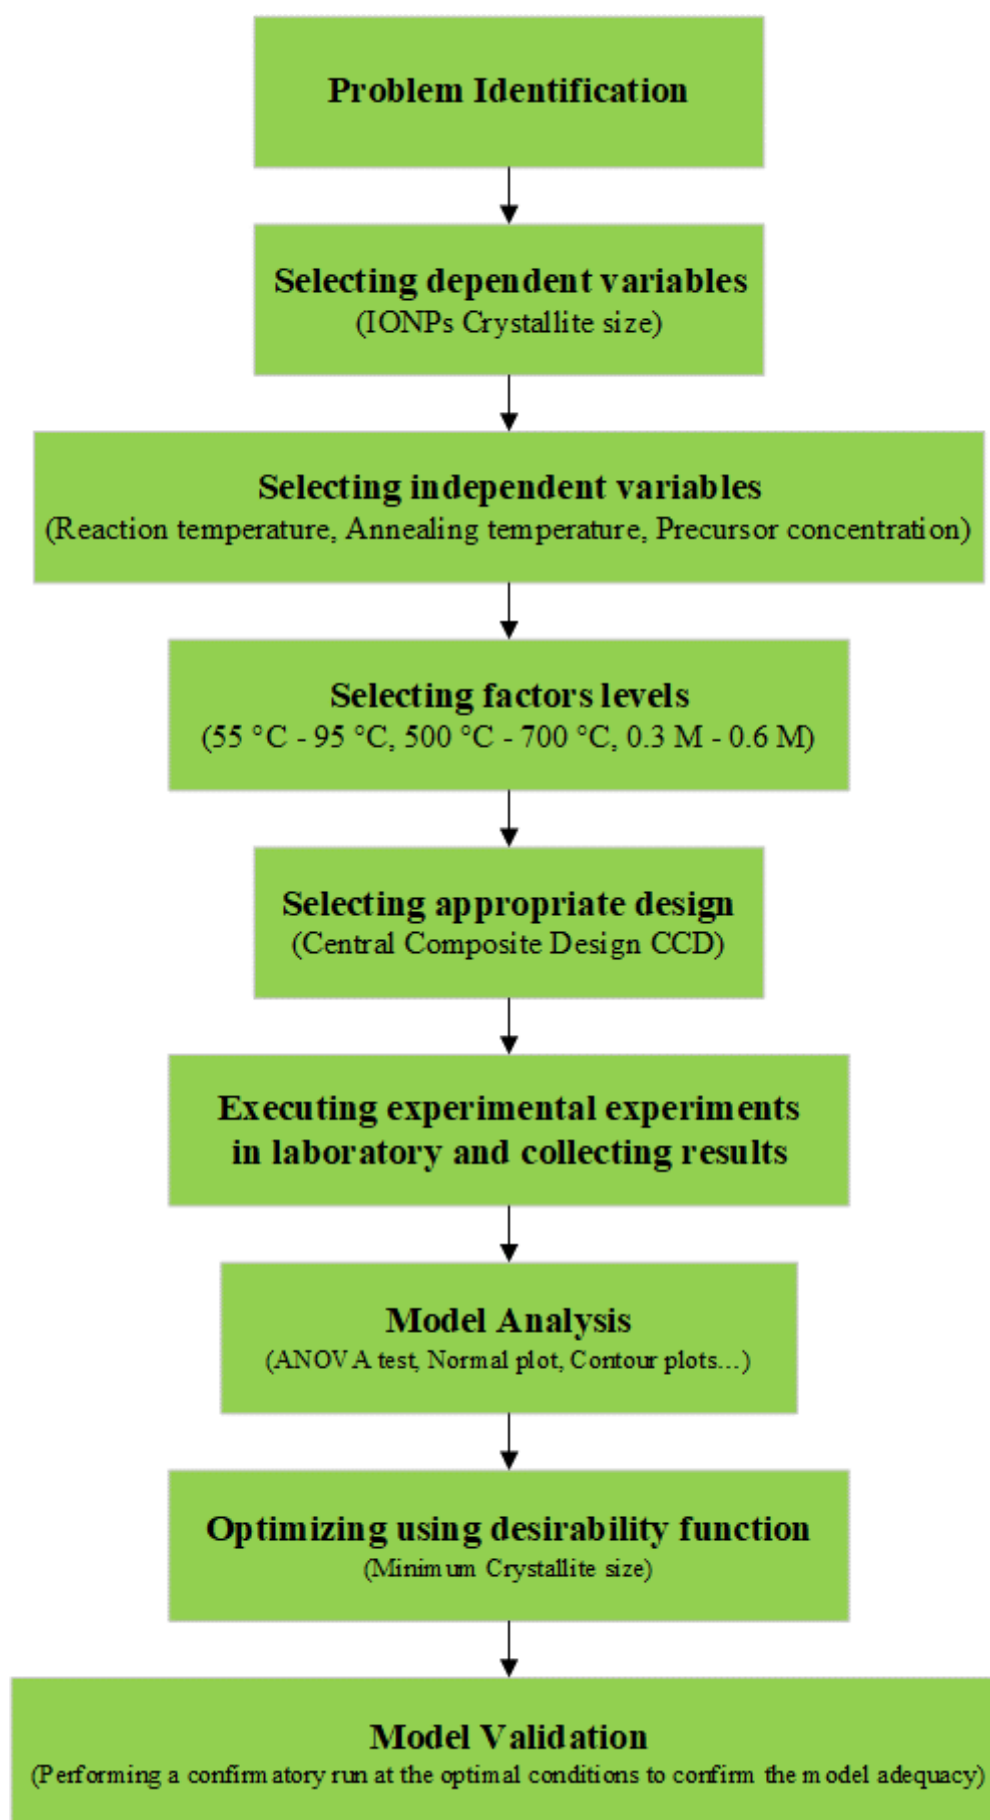 Problem Identification
Selecting dependent variables
(IONPs Crystallite size)
Selecting independent variables
(Reaction temperature, Annealing temperature, Precursor concentration)
Selecting factors levels
(55 °C - 95 °C, 500 °C - 700 °C, 0.3 M - 0.6 M)
Selecting appropriate design
(Central Composite Design CCD)
Executing experimental experiments
in laboratory and collecting results
Model Analysis
(ANOVA test, Normal plot, Contour plots...)
Optimizing using desirability function
(Minimum Crystallite size)
Model Validation
(Performing a confirmatory run at the optimal conditions to confirm the model adequacy)